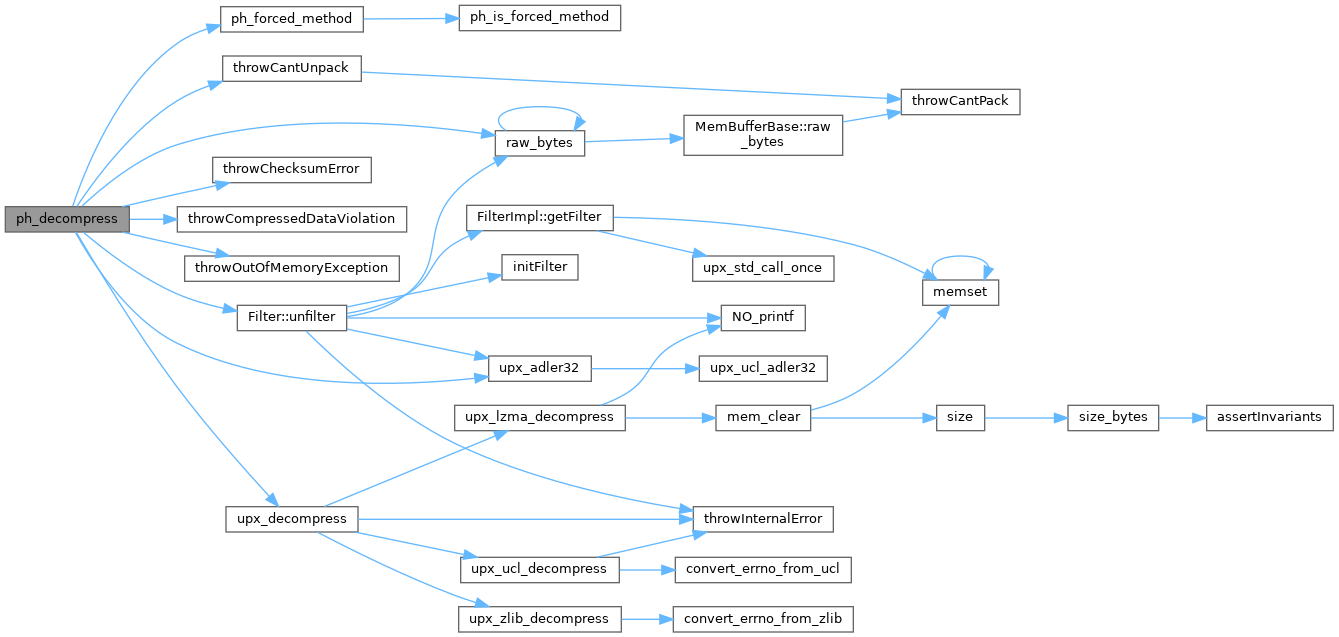 ph_forced_method
ph_is_forced_method
throwCantUnpack
throwCantPack
MemBufferBase::raw
_bytes
raw_bytes
throwChecksumError
ph_decompress
throwCompressedDataViolation
FilterImpl::getFilter
throwOutOfMemoryException
initFilter
upx_std_call_once
memset
Filter::unfilter
NO_printf
upx_adler32
upx_ucl_adler32
upx_lzma_decompress
mem_clear
size
size_bytes
assertInvariants
upx_decompress
throwInternalError
upx_ucl_decompress
convert_errno_from_ucl
upx_zlib_decompress
convert_errno_from_zlib